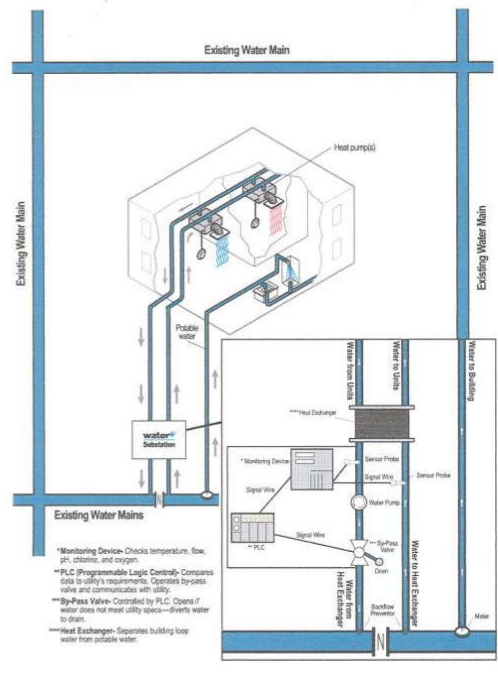 Existing Water Main
Heat pump(s)
Existing Water Main
Existing Water Main
Potable
water
water+
Substation
Existing Water Mains
Water from Units
Water to Units
Water to Building
****Heat Exchanger
* Monitoring Device
Sensor Probe
Signal Wire
Sensor Probe
Signal Wire
Water Pump
Signal Wire
** PLC
*** By-Pass
Valve
Drain
Water from
Heat Exchanger
Water to Heat Exchanger
Backflow
Preventor
Meter
N
N
*Monitoring Device- Checks temperature, flow,
pH, chlorine, and oxygen.
**PLC (Programmable Logic Control)- Compares
data to utility's requirements. Operates by-pass
valve and communicates with utility.
***By-Pass Valve- Controlled by PLC. Opens if
water does not meet utility specs—diverts water
to drain.
****Heat Exchanger- Separates building loop
water from potable water.